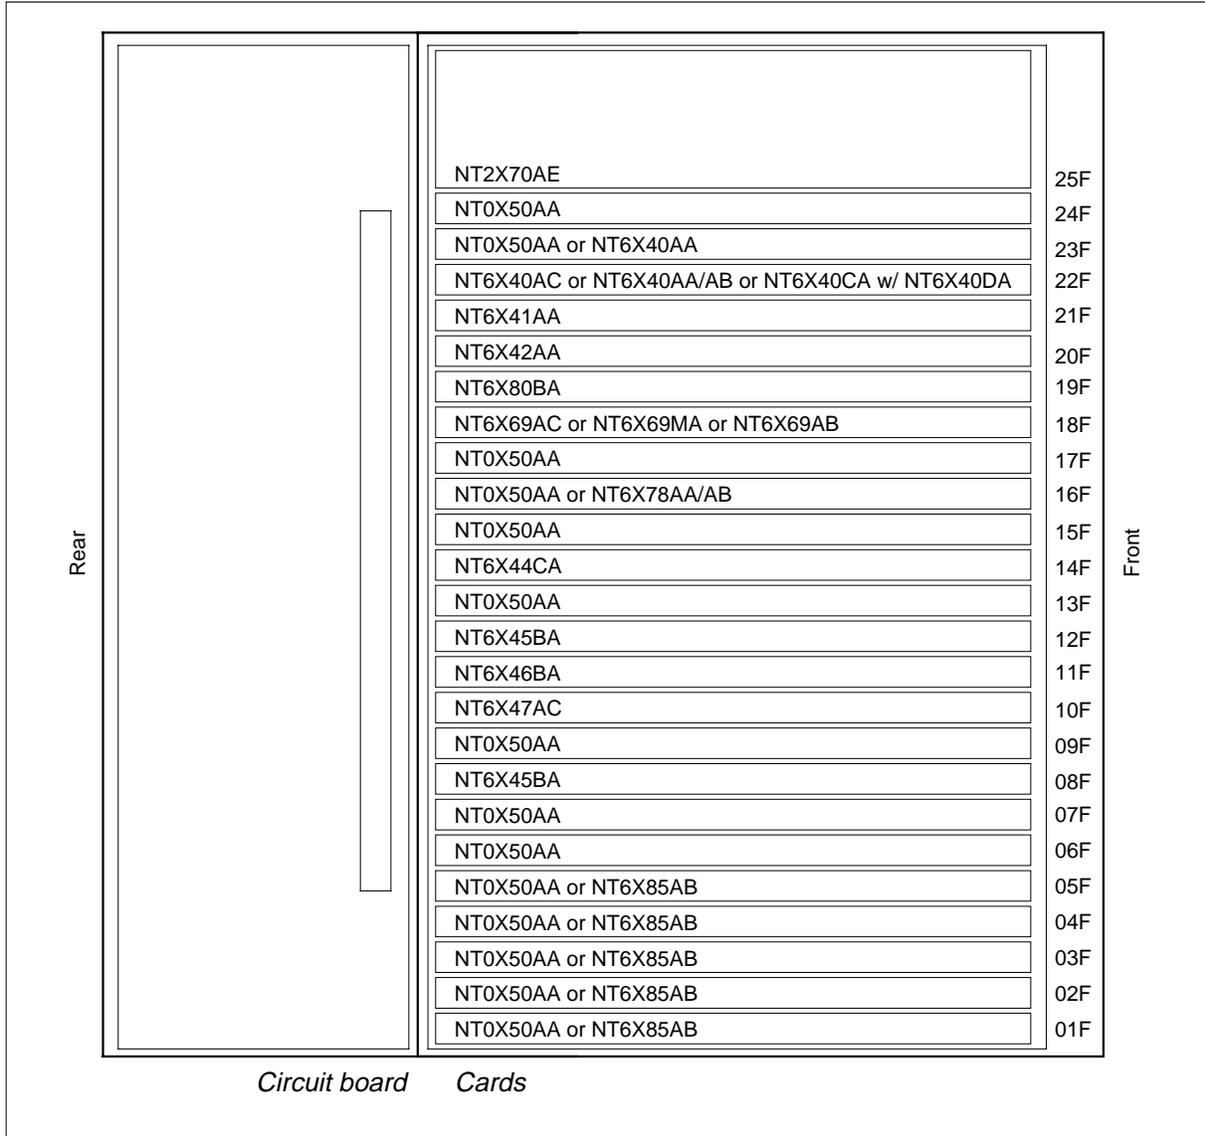 NT2X70AE 25F
NT0X50AA 24F
NT0X50AA or NT6X40AA 23F
NT6X40AC or NT6X40AA/AB or NT6X40CA w/ NT6X40DA 22F
NT6X41AA 21F
NT6X42AA 20F
NT6X80BA 19F
NT6X69AC or NT6X69MA or NT6X69AB 18F
NT0X50AA 17F
NT0X50AA or NT6X78AA/AB 16F
NT0X50AA 15F
Rear
Front
NT6X44CA 14F
NT0X50AA 13F
NT6X45BA 12F
NT6X46BA 11F
NT6X47AC 10F
NT0X50AA 09F
NT6X45BA 08F
NT0X50AA 07F
NT0X50AA 06F
NT0X50AA or NT6X85AB 05F
NT0X50AA or NT6X85AB 04F
NT0X50AA or NT6X85AB 03F
NT0X50AA or NT6X85AB 02F
NT0X50AA or NT6X85AB 01F
Circuit board Cards